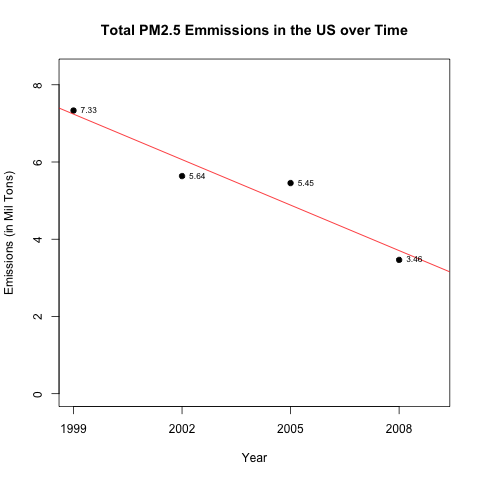 Total PM2.5 Emmissions in the US over Time
Emissions (in Mil Tons)
8
6
4
2
0
7.33
5.64
5.45
3.46
1999 2002 2005 2008
Year